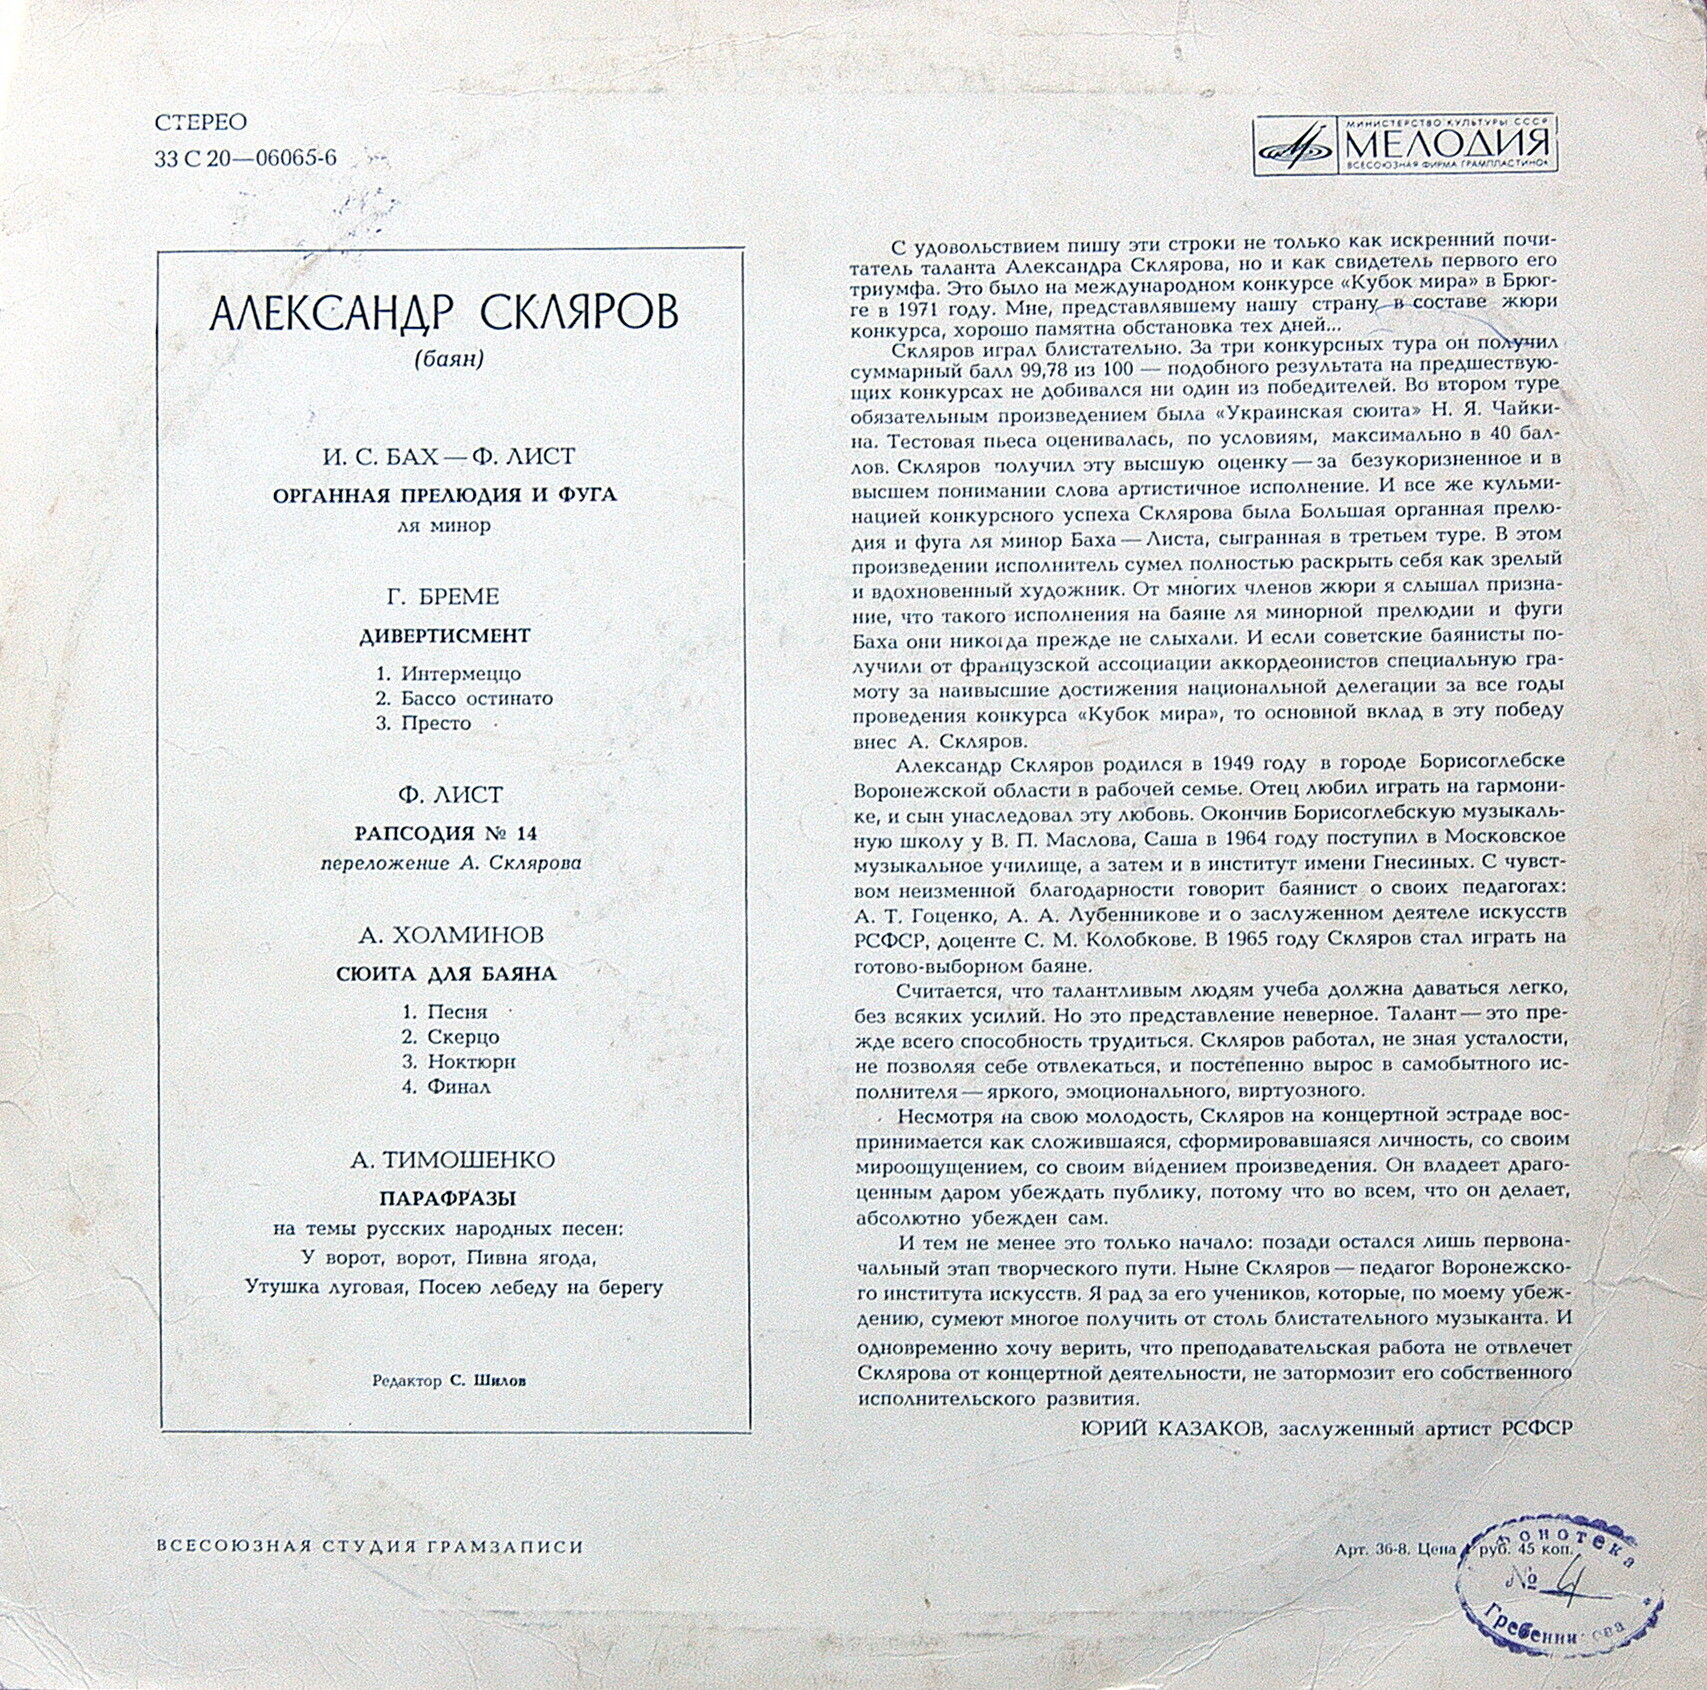 СТЕРЕО
33 С 20—06065-6
МИНИСТЕРСТВО КУЛЬТУРЫ СССР
МЕЛОДИЯ
ВСЕСОЮЗНАЯ ФИРМА ГРАМПЛАСТИНОК
АЛЕКСАНДР СКЛЯРОВ
(баян)
И. С. БАХ — Ф. ЛИСТ
ОРГАННАЯ ПРЕЛЮДИЯ И ФУГА
ля минор
Г. БРЕМЕ
ДИВЕРТИСМЕНТ
1. Интермеццо
2. Бассо остинато
3. Престо
Ф. ЛИСТ
РАПСОДИЯ № 14
переложение А. Склярова
А. ХОЛМИНОВ
СЮИТА ДЛЯ БАЯНА
1. Песня
2. Скерцо
3. Ноктюрн
4. Финал
А. ТИМОШЕНКО
ПАРАФРАЗЫ
на темы русских народных песен:
У ворот, ворот, Пивна ягода,
Утушка луговая, Посею лебеду на берегу
Редактор С. Шилов
С удовольствием пишу эти строки не только как искренний почи-
татель таланта Александра Склярова, но и как свидетель первого его
триумфа. Это было на международном конкурсе «Кубок мира» в Брюг-
ге в 1971 году. Мне, представлявшему нашу страну в составе жюри
конкурса, хорошо памятна обстановка тех дней...
Скляров играл блистательно. За три конкурсных тура он получил
суммарный балл 99,78 из 100 — подобного результата на предшествую-
щих конкурсах не добивался ни один из победителей. Во втором туре
обязательным произведением была «Украинская сюита» Н. Я. Чайки-
на. Тестовая пьеса оценивалась, по условиям, максимально в 40 бал-
лов. Скляров получил эту высшую оценку — за безукоризненное и в
высшем понимании слова артистичное исполнение. И все же кульми-
нацией конкурсного успеха Склярова была Большая органная прелю-
дия и фуга ля минор Баха — Листа, сыгранная в третьем туре. В этом
произведении исполнитель сумел полностью раскрыть себя как зрелый
и вдохновенный художник. От многих членов жюри я слышал призна-
ние, что такого исполнения на баяне ля минорной прелюдии и фуги
Баха они никогда прежде не слыхали. И если советские баянисты по-
лучили от французской ассоциации аккордеонистов специальную гра-
моту за наивысшие достижения национальной делегации за все годы
проведения конкурса «Кубок мира», то основной вклад в эту победу
внес А. Скляров.
Александр Скляров родился в 1949 году в городе Борисоглебске
Воронежской области в рабочей семье. Отец любил играть на гармони-
ке, и сын унаследовал эту любовь. Окончив Борисоглебскую музыкаль-
ную школу у В. П. Маслова, Саша в 1964 году поступил в Московское
музыкальное училище, а затем и в институт имени Гнесиных. С чувст-
вом неизменной благодарности говорит баянист о своих педагогах:
А. Т. Гоценко, А. А. Лубенникове и о заслуженном деятеле искусств
РСФСР, доценте С. М. Колобкове. В 1965 году Скляров стал играть на
готово-выборном баяне.
Считается, что талантливым людям учеба должна даваться легко,
без всяких усилий. Но это представление неверное. Талант — это пре-
жде всего способность трудиться. Скляров работал, не зная усталости,
не позволяя себе отвлекаться, и постепенно вырос в самобытного ис-
полнителя — яркого, эмоционального, виртуозного.
Несмотря на свою молодость, Скляров на концертной эстраде вос-
принимается как сложившаяся, сформировавшаяся личность, со своим
мироощущением, со своим ви́дением произведения. Он владеет драго-
ценным даром убеждать публику, потому что во всем, что он делает,
абсолютно убежден сам.
И тем не менее это только начало: позади остался лишь первона-
чальный этап творческого пути. Ныне Скляров — педагог Воронежско-
го института искусств. Я рад за его учеников, которые, по моему убеж-
дению, сумеют многое получить от столь блистательного музыканта. И
одновременно хочу верить, что преподавательская работа не отвлечет
Склярова от концертной деятельности, не затормозит его собственного
исполнительского развития.
ЮРИЙ КАЗАКОВ, заслуженный артист РСФСР
ВСЕСОЮЗНАЯ СТУДИЯ ГРАМЗАПИСИ
Арт. 36-8. Цена 1 руб. 45 коп.
Фонотека
№ 4